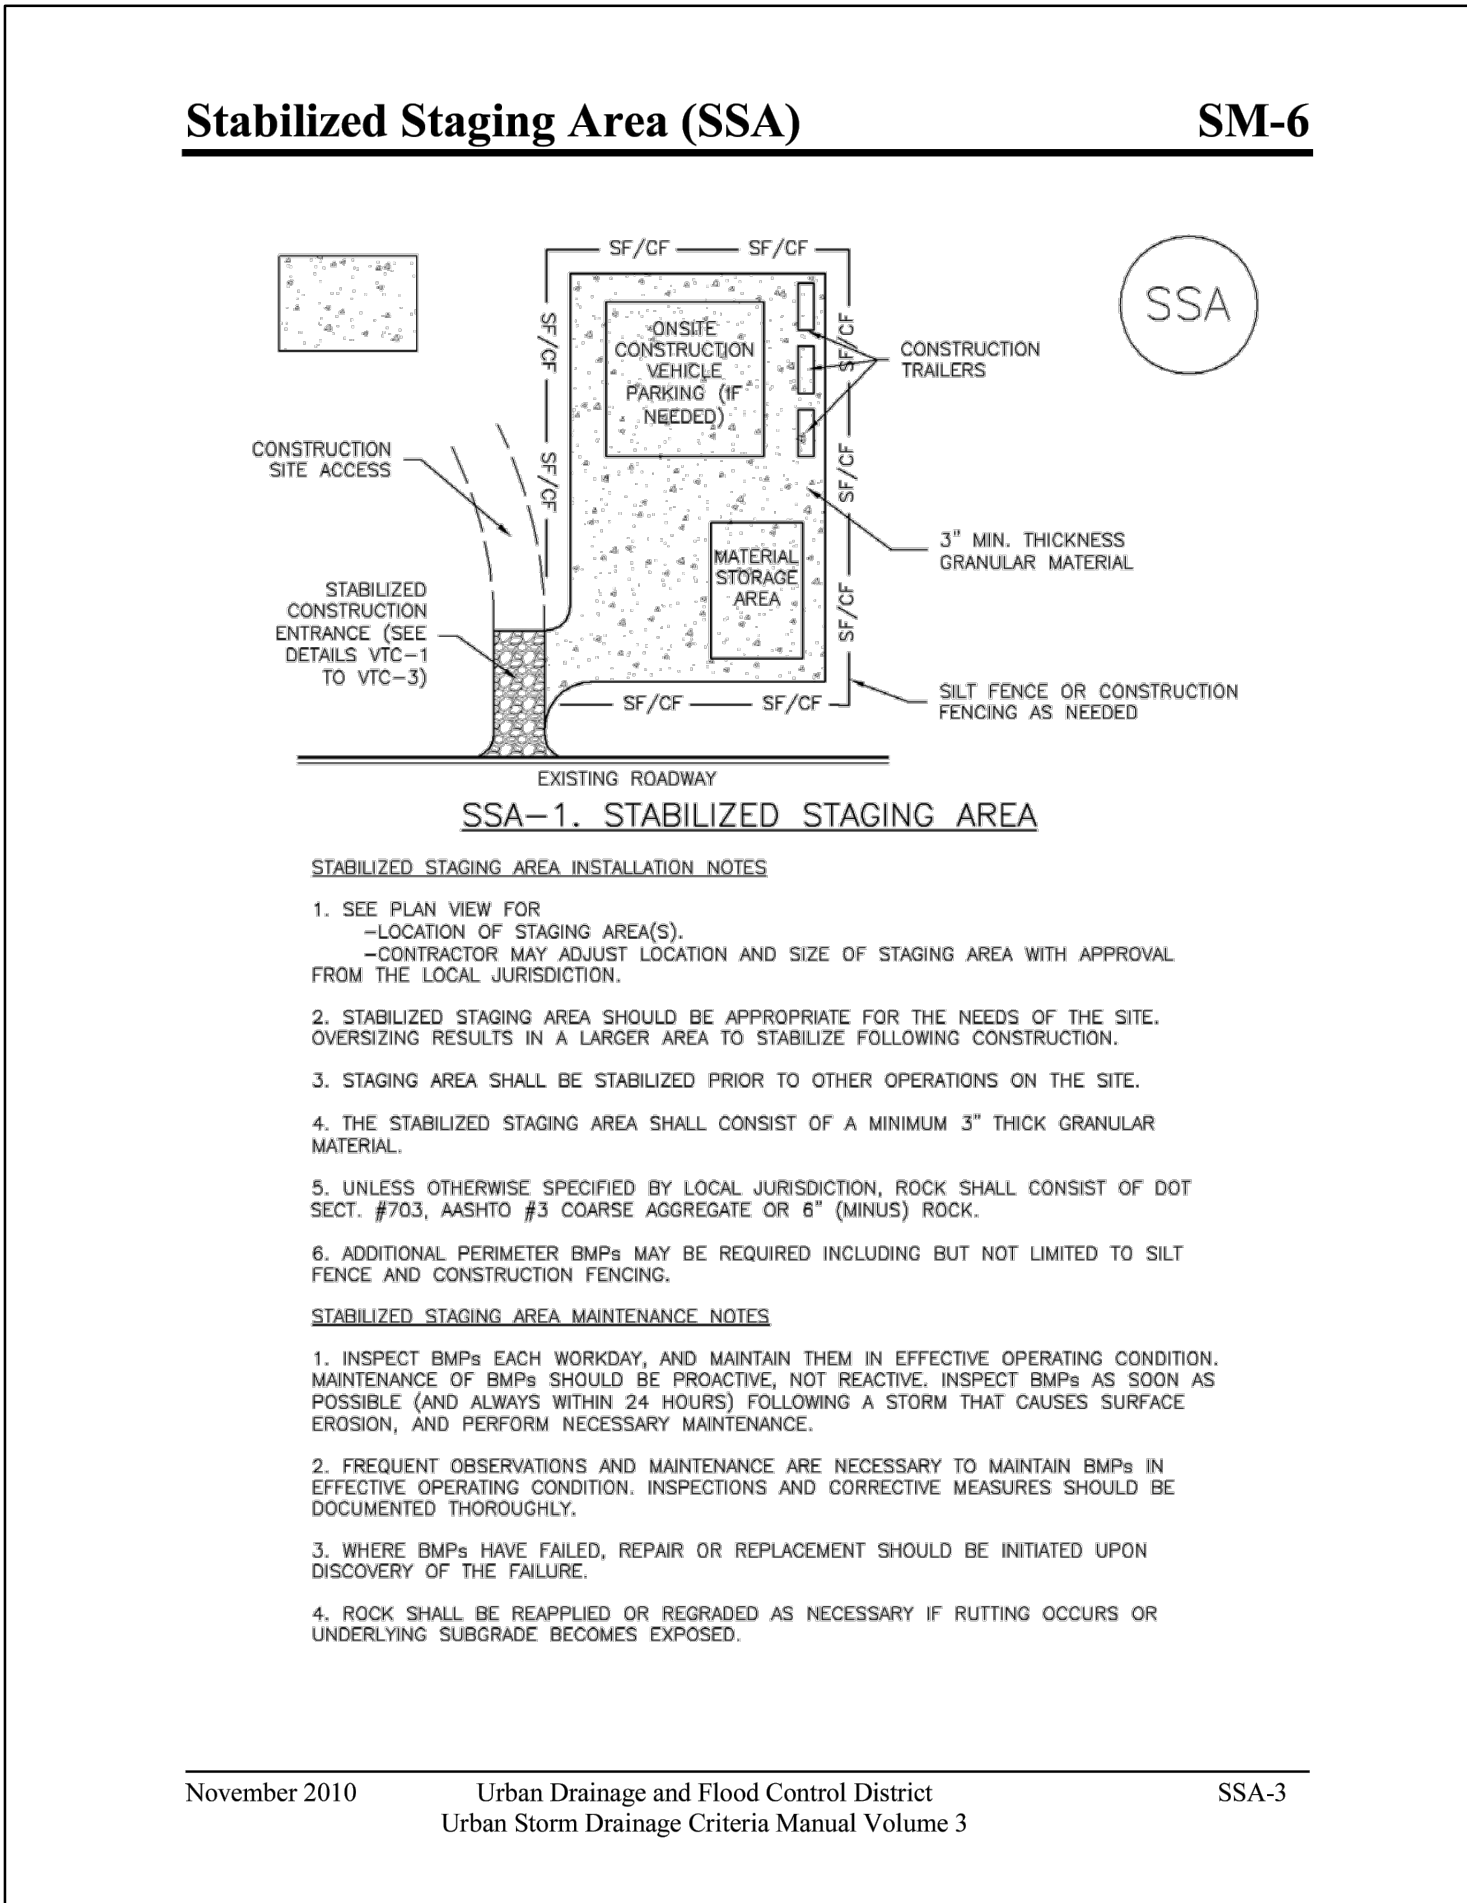 Stabilized Staging Area (SSA) SM-6
SF/CF SF/CF
SSA
SF/CF
SF/CF
ONSITE
CONSTRUCTION
VEHICLE
PARKING (IF
NEEDED)
CONSTRUCTION
TRAILERS
CONSTRUCTION
SITE ACCESS
SF/CF
SF/CF
3" MIN. THICKNESS
GRANULAR MATERIAL
MATERIAL
STORAGE
AREA
STABILIZED
CONSTRUCTION
ENTRANCE (SEE
DETAILS VTC-1
TO VTC-3)
SF/CF
SF/CF SF/CF
SILT FENCE OR CONSTRUCTION
FENCING AS NEEDED
EXISTING ROADWAY
SSA-1. STABILIZED STAGING AREA
STABILIZED STAGING AREA INSTALLATION NOTES
1. SEE PLAN VIEW FOR
-LOCATION OF STAGING AREA(S).
-CONTRACTOR MAY ADJUST LOCATION AND SIZE OF STAGING AREA WITH APPROVAL
FROM THE LOCAL JURISDICTION.
2. STABILIZED STAGING AREA SHOULD BE APPROPRIATE FOR THE NEEDS OF THE SITE.
OVERSIZING RESULTS IN A LARGER AREA TO STABILIZE FOLLOWING CONSTRUCTION.
3. STAGING AREA SHALL BE STABILIZED PRIOR TO OTHER OPERATIONS ON THE SITE.
4. THE STABILIZED STAGING AREA SHALL CONSIST OF A MINIMUM 3" THICK GRANULAR
MATERIAL.
5. UNLESS OTHERWISE SPECIFIED BY LOCAL JURISDICTION, ROCK SHALL CONSIST OF DOT
SECT. #703, AASHTO #3 COARSE AGGREGATE OR 6" (MINUS) ROCK.
6. ADDITIONAL PERIMETER BMPs MAY BE REQUIRED INCLUDING BUT NOT LIMITED TO SILT
FENCE AND CONSTRUCTION FENCING.
STABILIZED STAGING AREA MAINTENANCE NOTES
1. INSPECT BMPs EACH WORKDAY, AND MAINTAIN THEM IN EFFECTIVE OPERATING CONDITION.
MAINTENANCE OF BMPs SHOULD BE PROACTIVE, NOT REACTIVE. INSPECT BMPs AS SOON AS
POSSIBLE (AND ALWAYS WITHIN 24 HOURS) FOLLOWING A STORM THAT CAUSES SURFACE
EROSION, AND PERFORM NECESSARY MAINTENANCE.
2. FREQUENT OBSERVATIONS AND MAINTENANCE ARE NECESSARY TO MAINTAIN BMPs IN
EFFECTIVE OPERATING CONDITION. INSPECTIONS AND CORRECTIVE MEASURES SHOULD BE
DOCUMENTED THOROUGHLY.
3. WHERE BMPs HAVE FAILED, REPAIR OR REPLACEMENT SHOULD BE INITIATED UPON
DISCOVERY OF THE FAILURE.
4. ROCK SHALL BE REAPPLIED OR REGRADED AS NECESSARY IF RUTTING OCCURS OR
UNDERLYING SUBGRADE BECOMES EXPOSED.
November 2010 Urban Drainage and Flood Control District SSA-3
Urban Storm Drainage Criteria Manual Volume 3